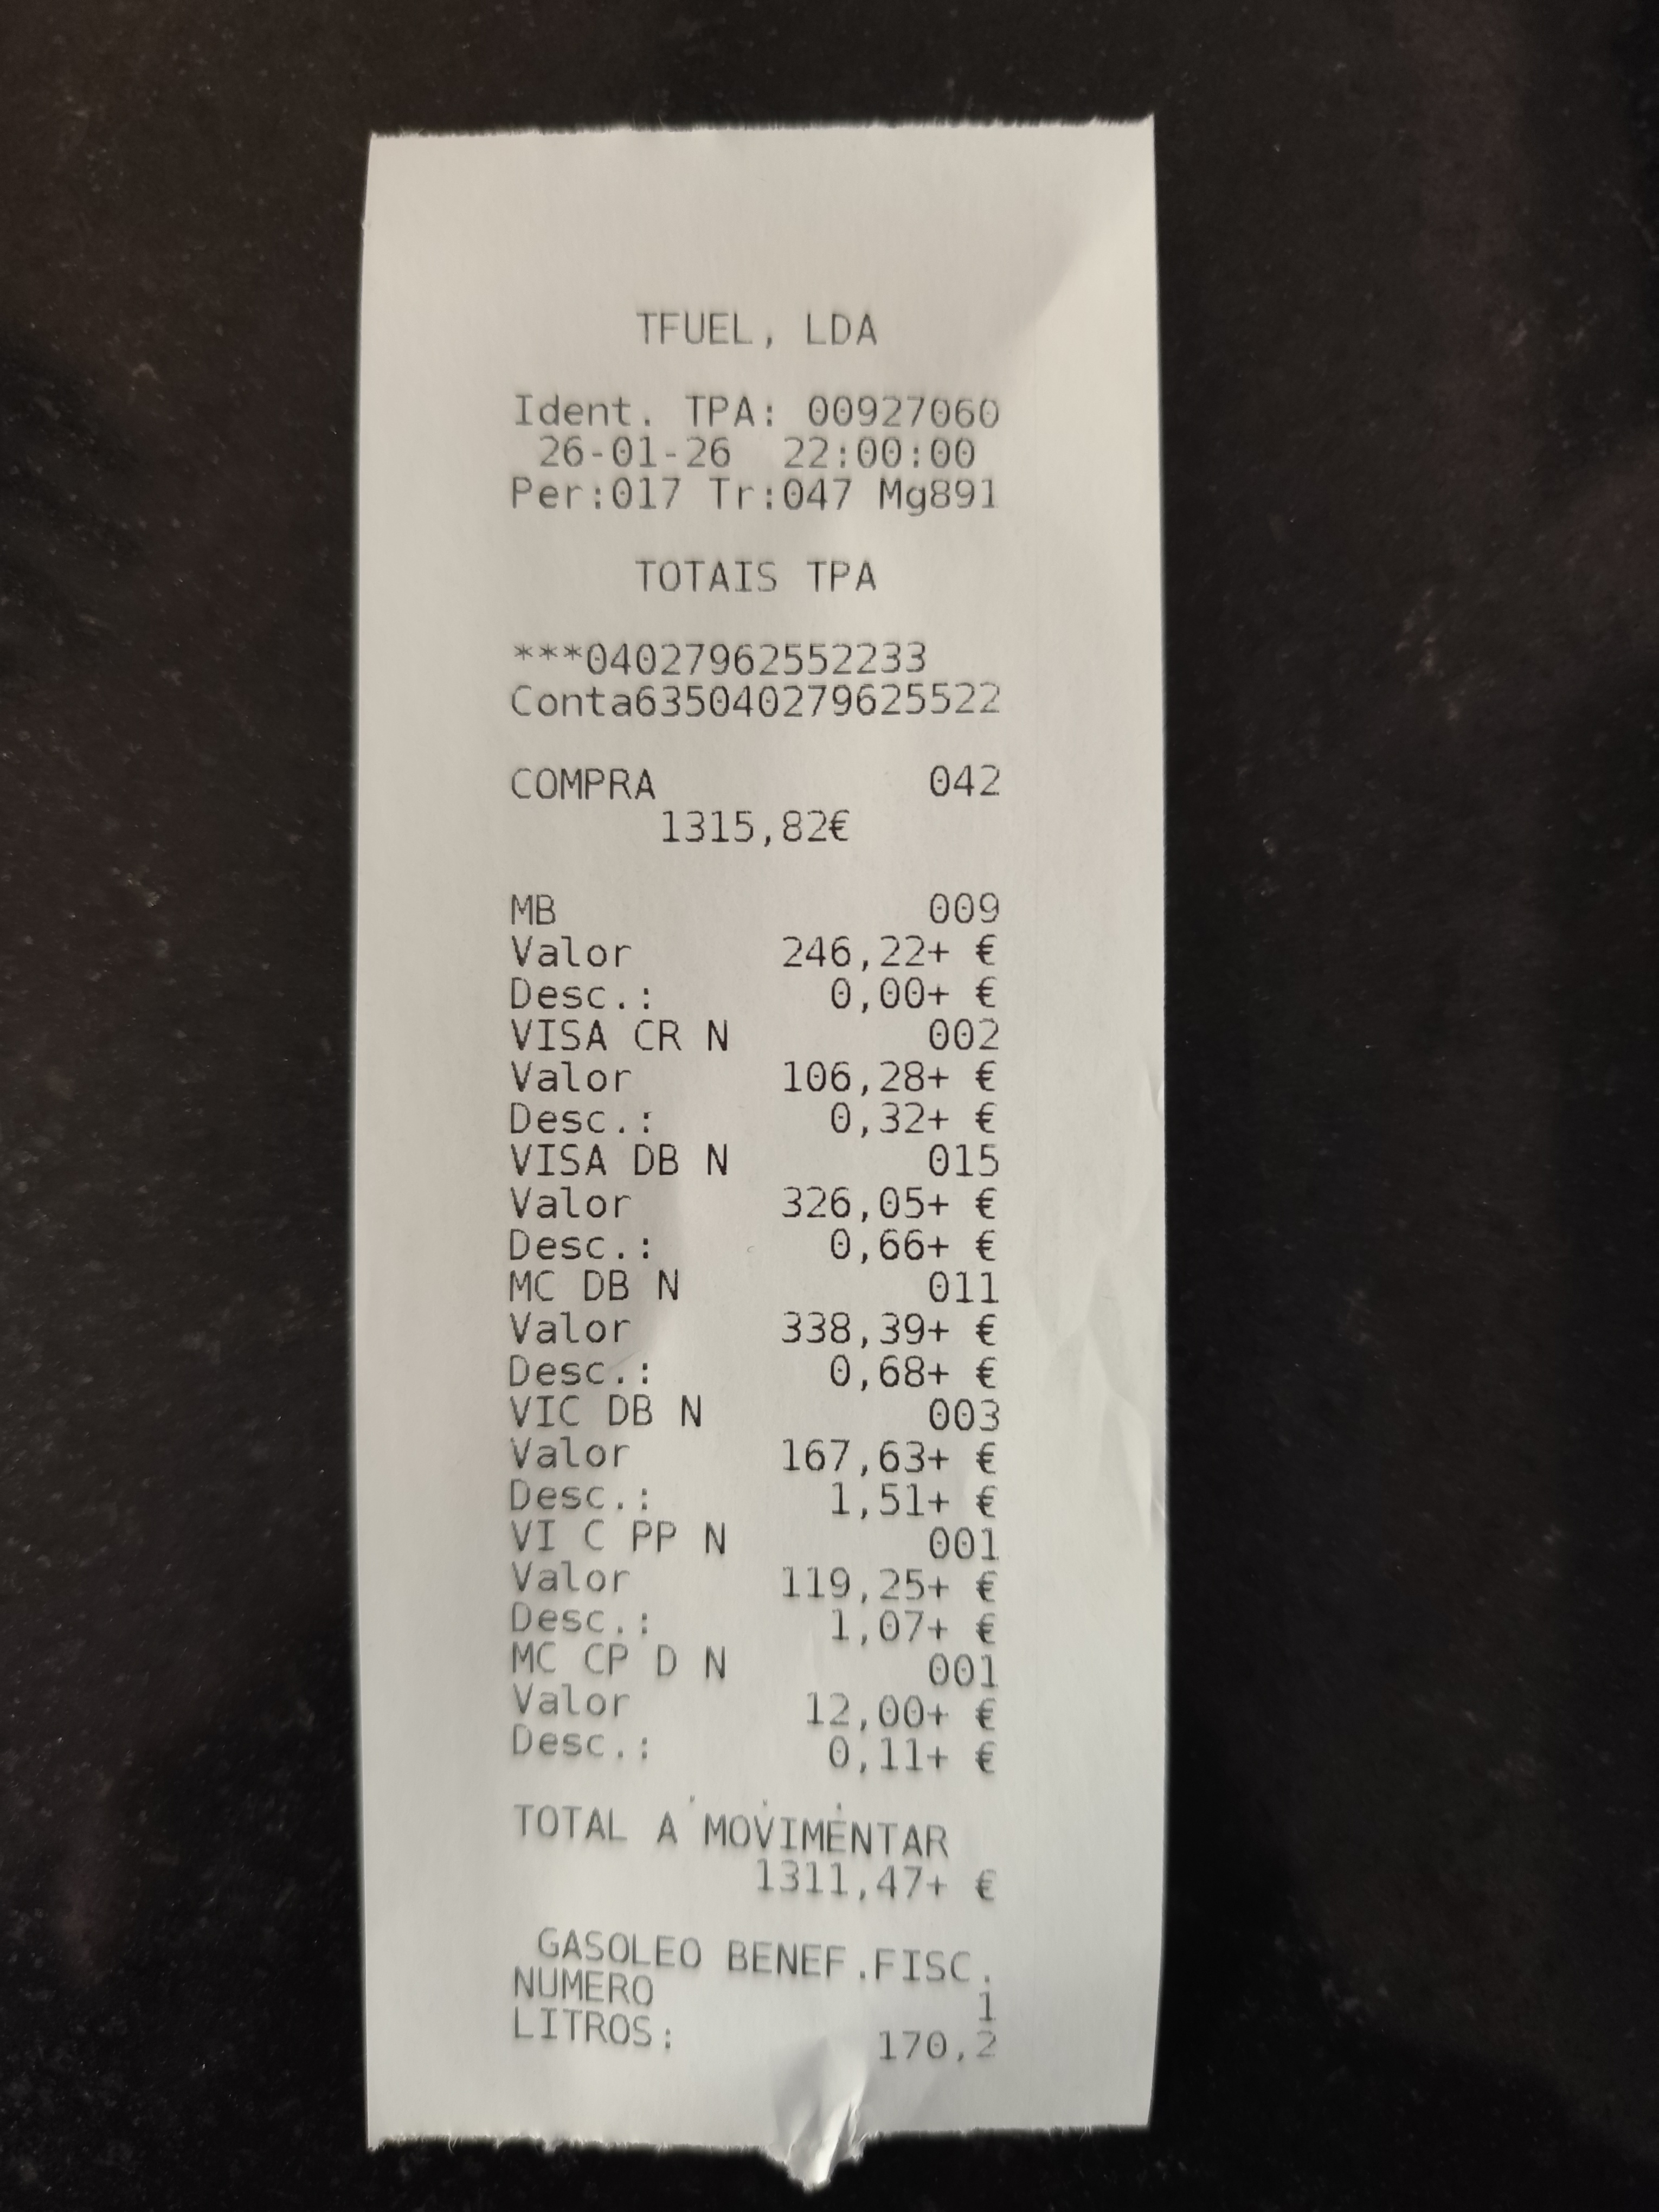 TFUEL, LDA
Ident. TPA: 00927060
26-01-26 22:00:00
Per:017 Tr:047 Mg891
TOTAIS TPA
***04027962552233
Conta635040279625522
COMPRA 042
1315,82€
MB 009
Valor 246,22+ €
Desc.: 0,00+ €
VISA CR N 002
Valor 106,28+ €
Desc.: 0,32+ €
VISA DB N 015
Valor 326,05+ €
Desc.: 0,66+ €
MC DB N 011
Valor 338,39+ €
Desc.: 0,68+ €
VIC DB N 003
Valor 167,63+ €
Desc.: 1,51+ €
VI C PP N 001
Valor 119,25+ €
Desc.: 1,07+ €
MC CP D N 001
Valor 12,00+ €
Desc.: 0,11+ €
TOTAL A MOVIMENTAR
1311,47+ €
GASOLEO BENEF.FISC.
NUMERO 1
LITROS: 170,2